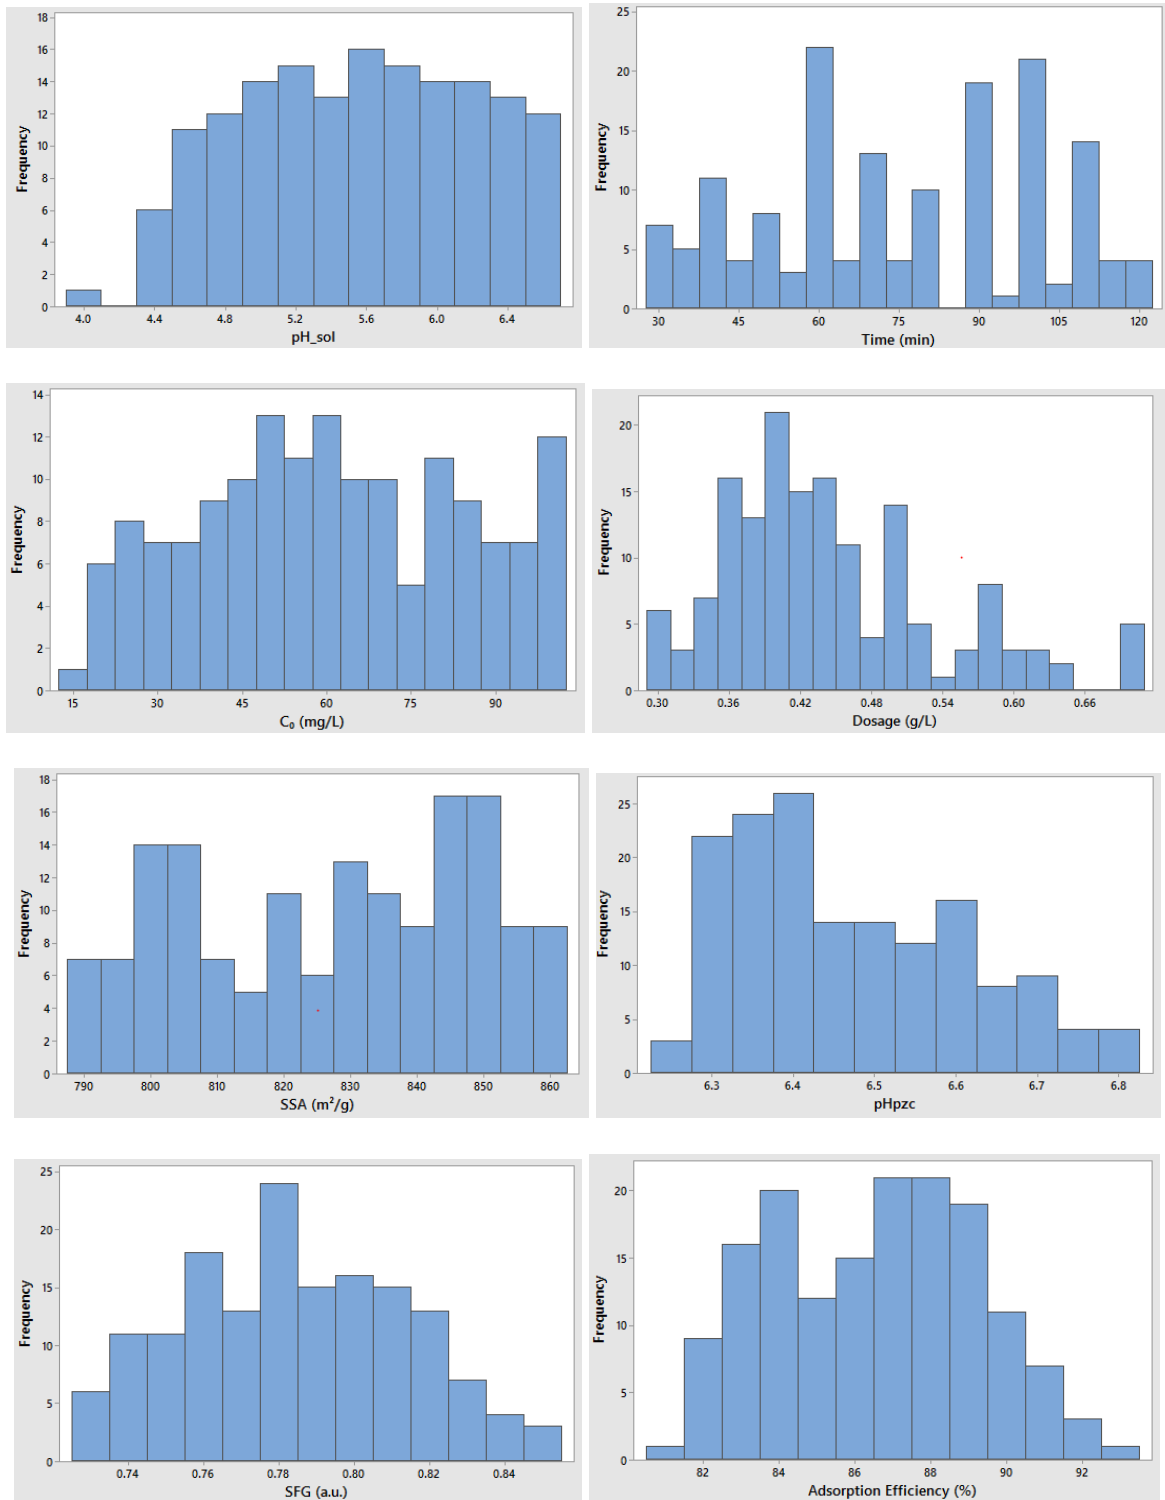 18
16
14
12
10
8
6
4
2
0
Frequency
4.0 4.4 4.8 5.2 5.6 6.0 6.4
pH_sol
25
20
15
10
5
0
Frequency
30 45 60 75 90 105 120
Time (min)
14
12
10
8
6
4
2
0
Frequency
15 30 45 60 75 90
C₀ (mg/L)
20
15
10
5
0
Frequency
0.30 0.36 0.42 0.48 0.54 0.60 0.66
Dosage (g/L)
18
16
14
12
10
8
6
4
2
0
Frequency
790 800 810 820 830 840 850 860
SSA (m²/g)
25
20
15
10
5
0
Frequency
6.3 6.4 6.5 6.6 6.7 6.8
pHpzc
25
20
15
10
5
0
Frequency
0.74 0.76 0.78 0.80 0.82 0.84
SFG (a.u.)
20
15
10
5
0
Frequency
82 84 86 88 90 92
Adsorption Efficiency (%)